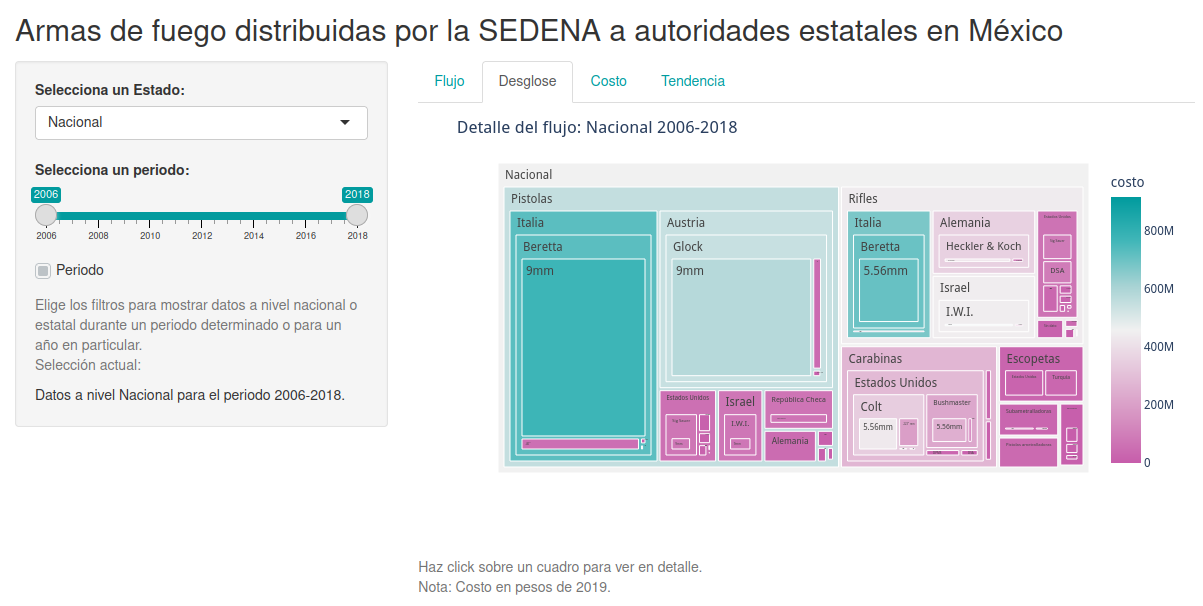 Armas de fuego distribuidas por la SEDENA a autoridades estatales en México
Selecciona un Estado:
Nacional
Selecciona un periodo:
2006
2018
2006
2008
2010
2012
2014
2016
2018
Periodo
Elige los filtros para mostrar datos a nivel nacional o
estatal durante un periodo determinado o para un
año en particular.
Selección actual:
Datos a nivel Nacional para el periodo 2006-2018.
Flujo
Desglose
Costo
Tendencia
Detalle del flujo: Nacional 2006-2018
Nacional
Pistolas
Italia
Beretta
9mm
Austria
Glock
9mm
Estados Unidos
Israel
I.W.I.
República Checa
Alemania
Rifles
Italia
Beretta
5.56mm
Alemania
Heckler & Koch
Israel
I.W.I.
Estados Unidos
DSA
Carabinas
Estados Unidos
Colt
5.56mm
Bushmaster
5.56mm
Escopetas
Estados Unidos
Turquía
Subametralladoras
costo
800M
600M
400M
200M
0
Haz click sobre un cuadro para ver en detalle.
Nota: Costo en pesos de 2019.